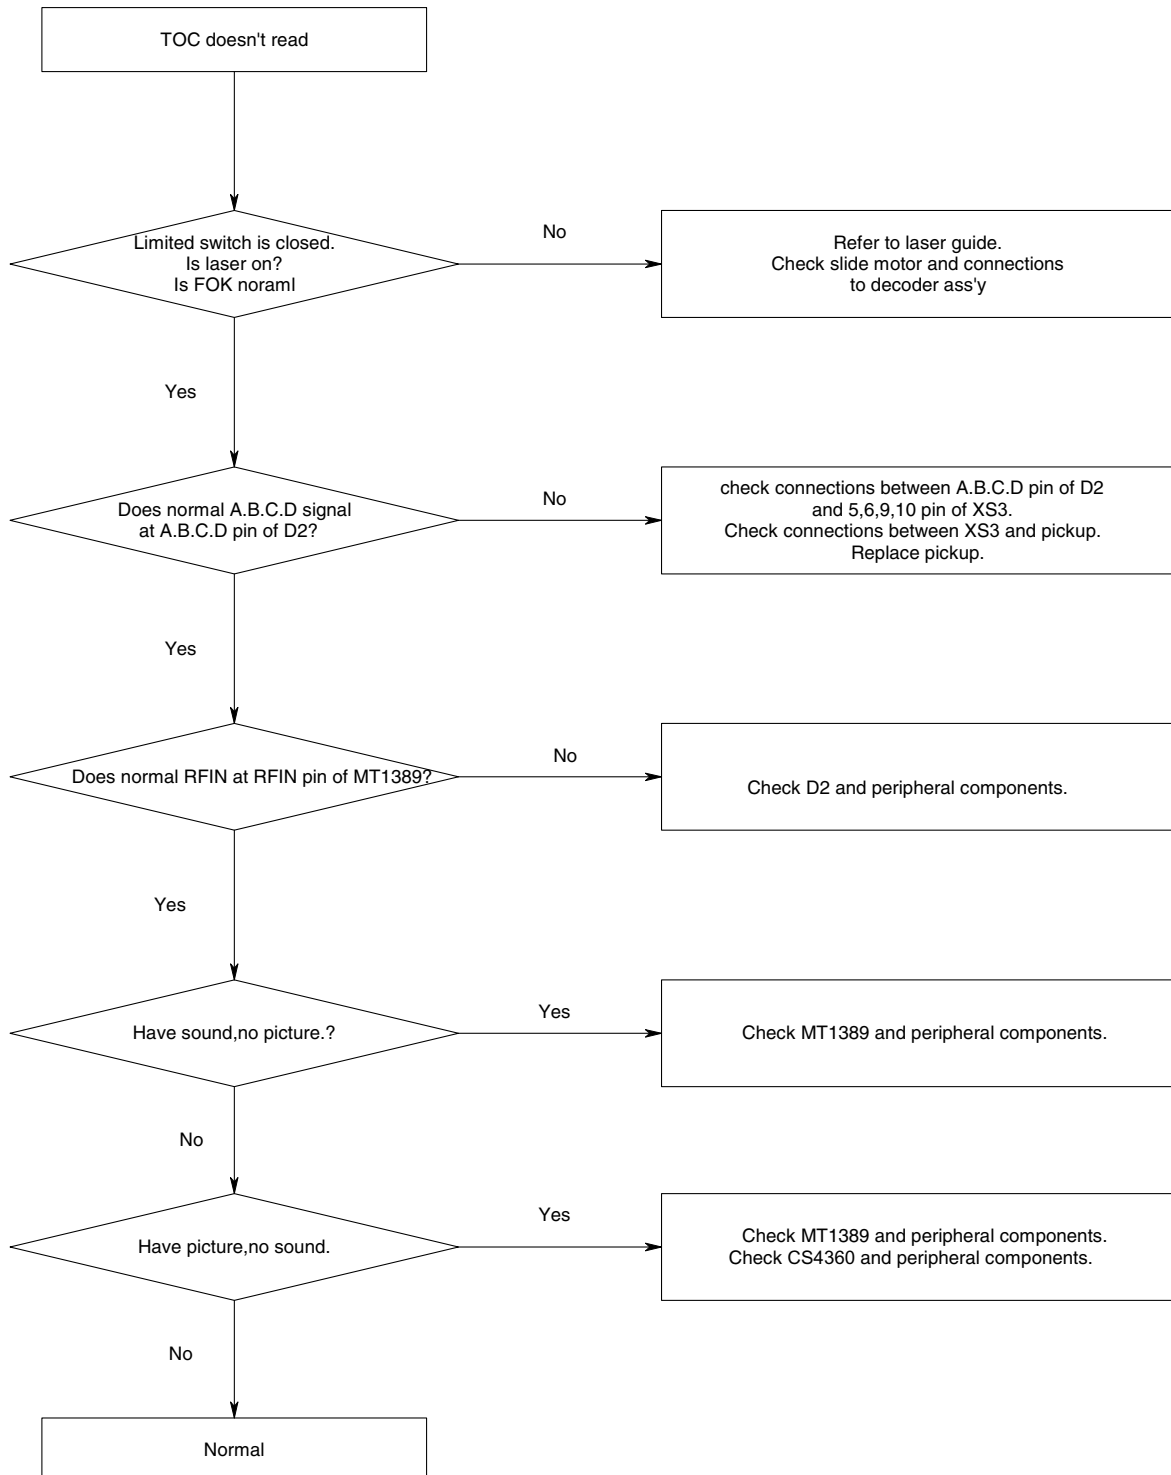 TOC doesn't read
Limited switch is closed.
Is laser on?
Is FOK noraml
No
Refer to laser guide.
Check slide motor and connections
to decoder ass'y
Yes
Does normal A.B.C.D signal
at A.B.C.D pin of D2?
No
check connections between A.B.C.D pin of D2
and 5,6,9,10 pin of XS3.
Check connections between XS3 and pickup.
Replace pickup.
Yes
Does normal RFIN at RFIN pin of MT1389?
No
Check D2 and peripheral components.
Yes
Have sound,no picture.?
Yes
Check MT1389 and peripheral components.
No
Have picture,no sound.
Yes
Check MT1389 and peripheral components.
Check CS4360 and peripheral components.
No
Normal